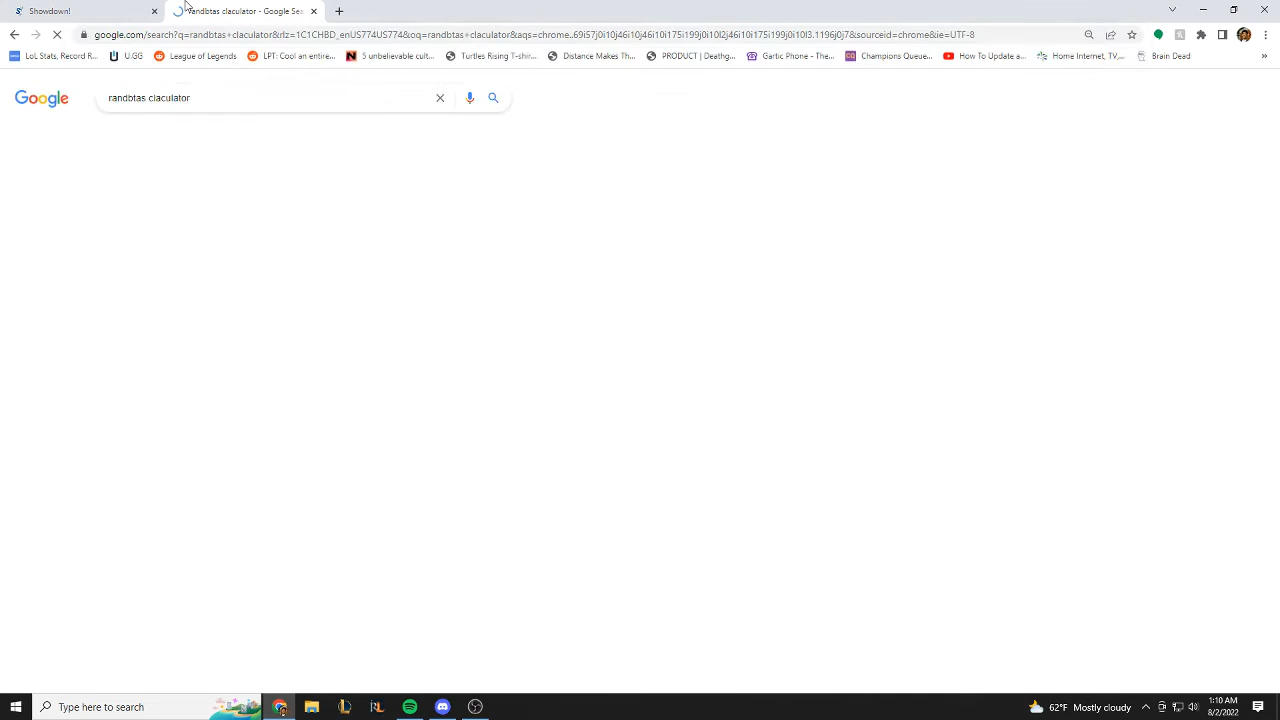 Showdown!
randbtas claculator - Google Sea
google.com/search?q=randbtas+claculator&rlz=1C1CHBD_enUS774US774&oq=randbtas+claculator&aqs=chrome..69i57j0i10j46i10j46i10i175i199j0i10l2j46i10i175i199j0i10l3.1196j0j7&sourceid=chrome&ie=UTF-8
LoL Stats, Record R...
U.GG
League of Legends
LPT: Cool an entire...
5 unbelievable cult...
Turtles Rising T-shir...
Distance Makes Th...
PRODUCT | Deathg...
Gartic Phone - The...
CQ
Champions Queue...
How To Update a...
Home Internet, TV,...
Brain Dead
»
Google
randbtas claculator
Type here to search
RL
62°F Mostly cloudy
1:10 AM
8/2/2022